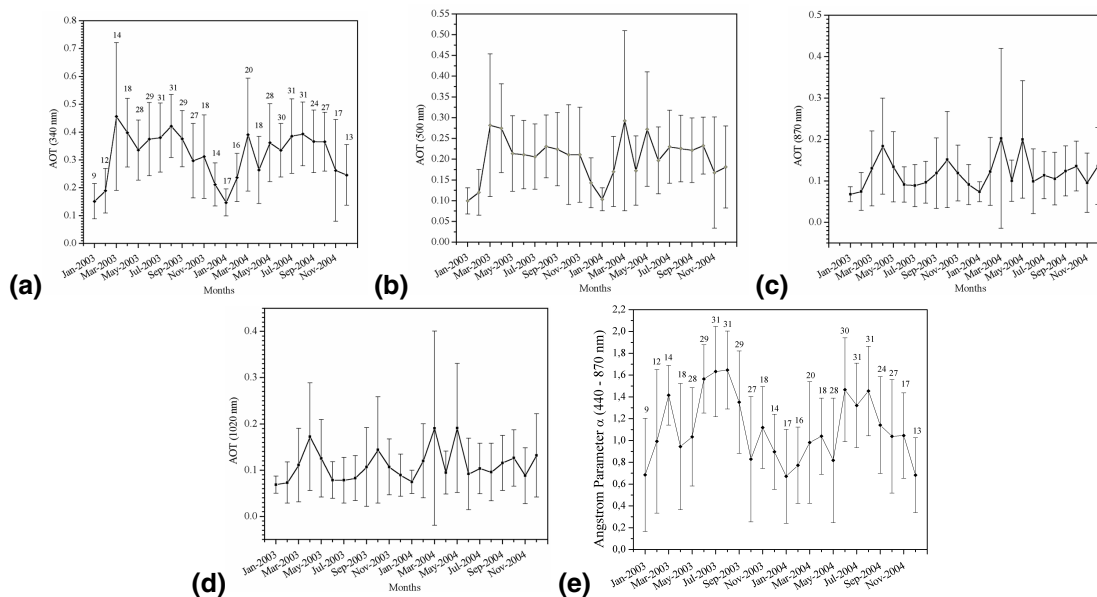 0.8
0.7
0.6
0.5
0.4
0.3
0.2
0.1
0.0
AOT (340 nm)
9 12 14 18 28 29 31 31 29 27 18 14 17 16 20 18 28 30 31 31 24 27 17 13
Jan-2003 Mar-2003 May-2003 Jul-2003 Sep-2003 Nov-2003 Jan-2004 Mar-2004 May-2004 Jul-2004 Sep-2004 Nov-2004
Months
(a)
0.55
0.50
0.45
0.40
0.35
0.30
0.25
0.20
0.15
0.10
0.05
0.00
AOT (500 nm)
Jan-2003 Mar-2003 May-2003 Jul-2003 Sep-2003 Nov-2003 Jan-2004 Mar-2004 May-2004 Jul-2004 Sep-2004 Nov-2004
Months
(b)
0.5
0.4
0.3
0.2
0.1
0.0
AOT (870 nm)
Jan-2003 Mar-2003 May-2003 Jul-2003 Sep-2003 Nov-2003 Jan-2004 Mar-2004 May-2004 Jul-2004 Sep-2004 Nov-2004
Months
(c)
0.4
0.3
0.2
0.1
0.0
AOT (1020 nm)
Jan-2003 Mar-2003 May-2003 Jul-2003 Sep-2003 Nov-2003 Jan-2004 Mar-2004 May-2004 Jul-2004 Sep-2004 Nov-2004
Months
(d)
2,2
2,0
1,8
1,6
1,4
1,2
1,0
0,8
0,6
0,4
0,2
0,0
Angstrom Parameter α (440 - 870 nm)
9 12 14 18 28 29 31 31 29 27 18 14 17 16 20 18 28 30 31 31 24 27 17 13
Jan-2003 Mar-2003 May-2003 Jul-2003 Sep-2003 Nov-2003 Jan-2004 Mar-2004 May-2004 Jul-2004 Sep-2004 Nov-2004
(e)